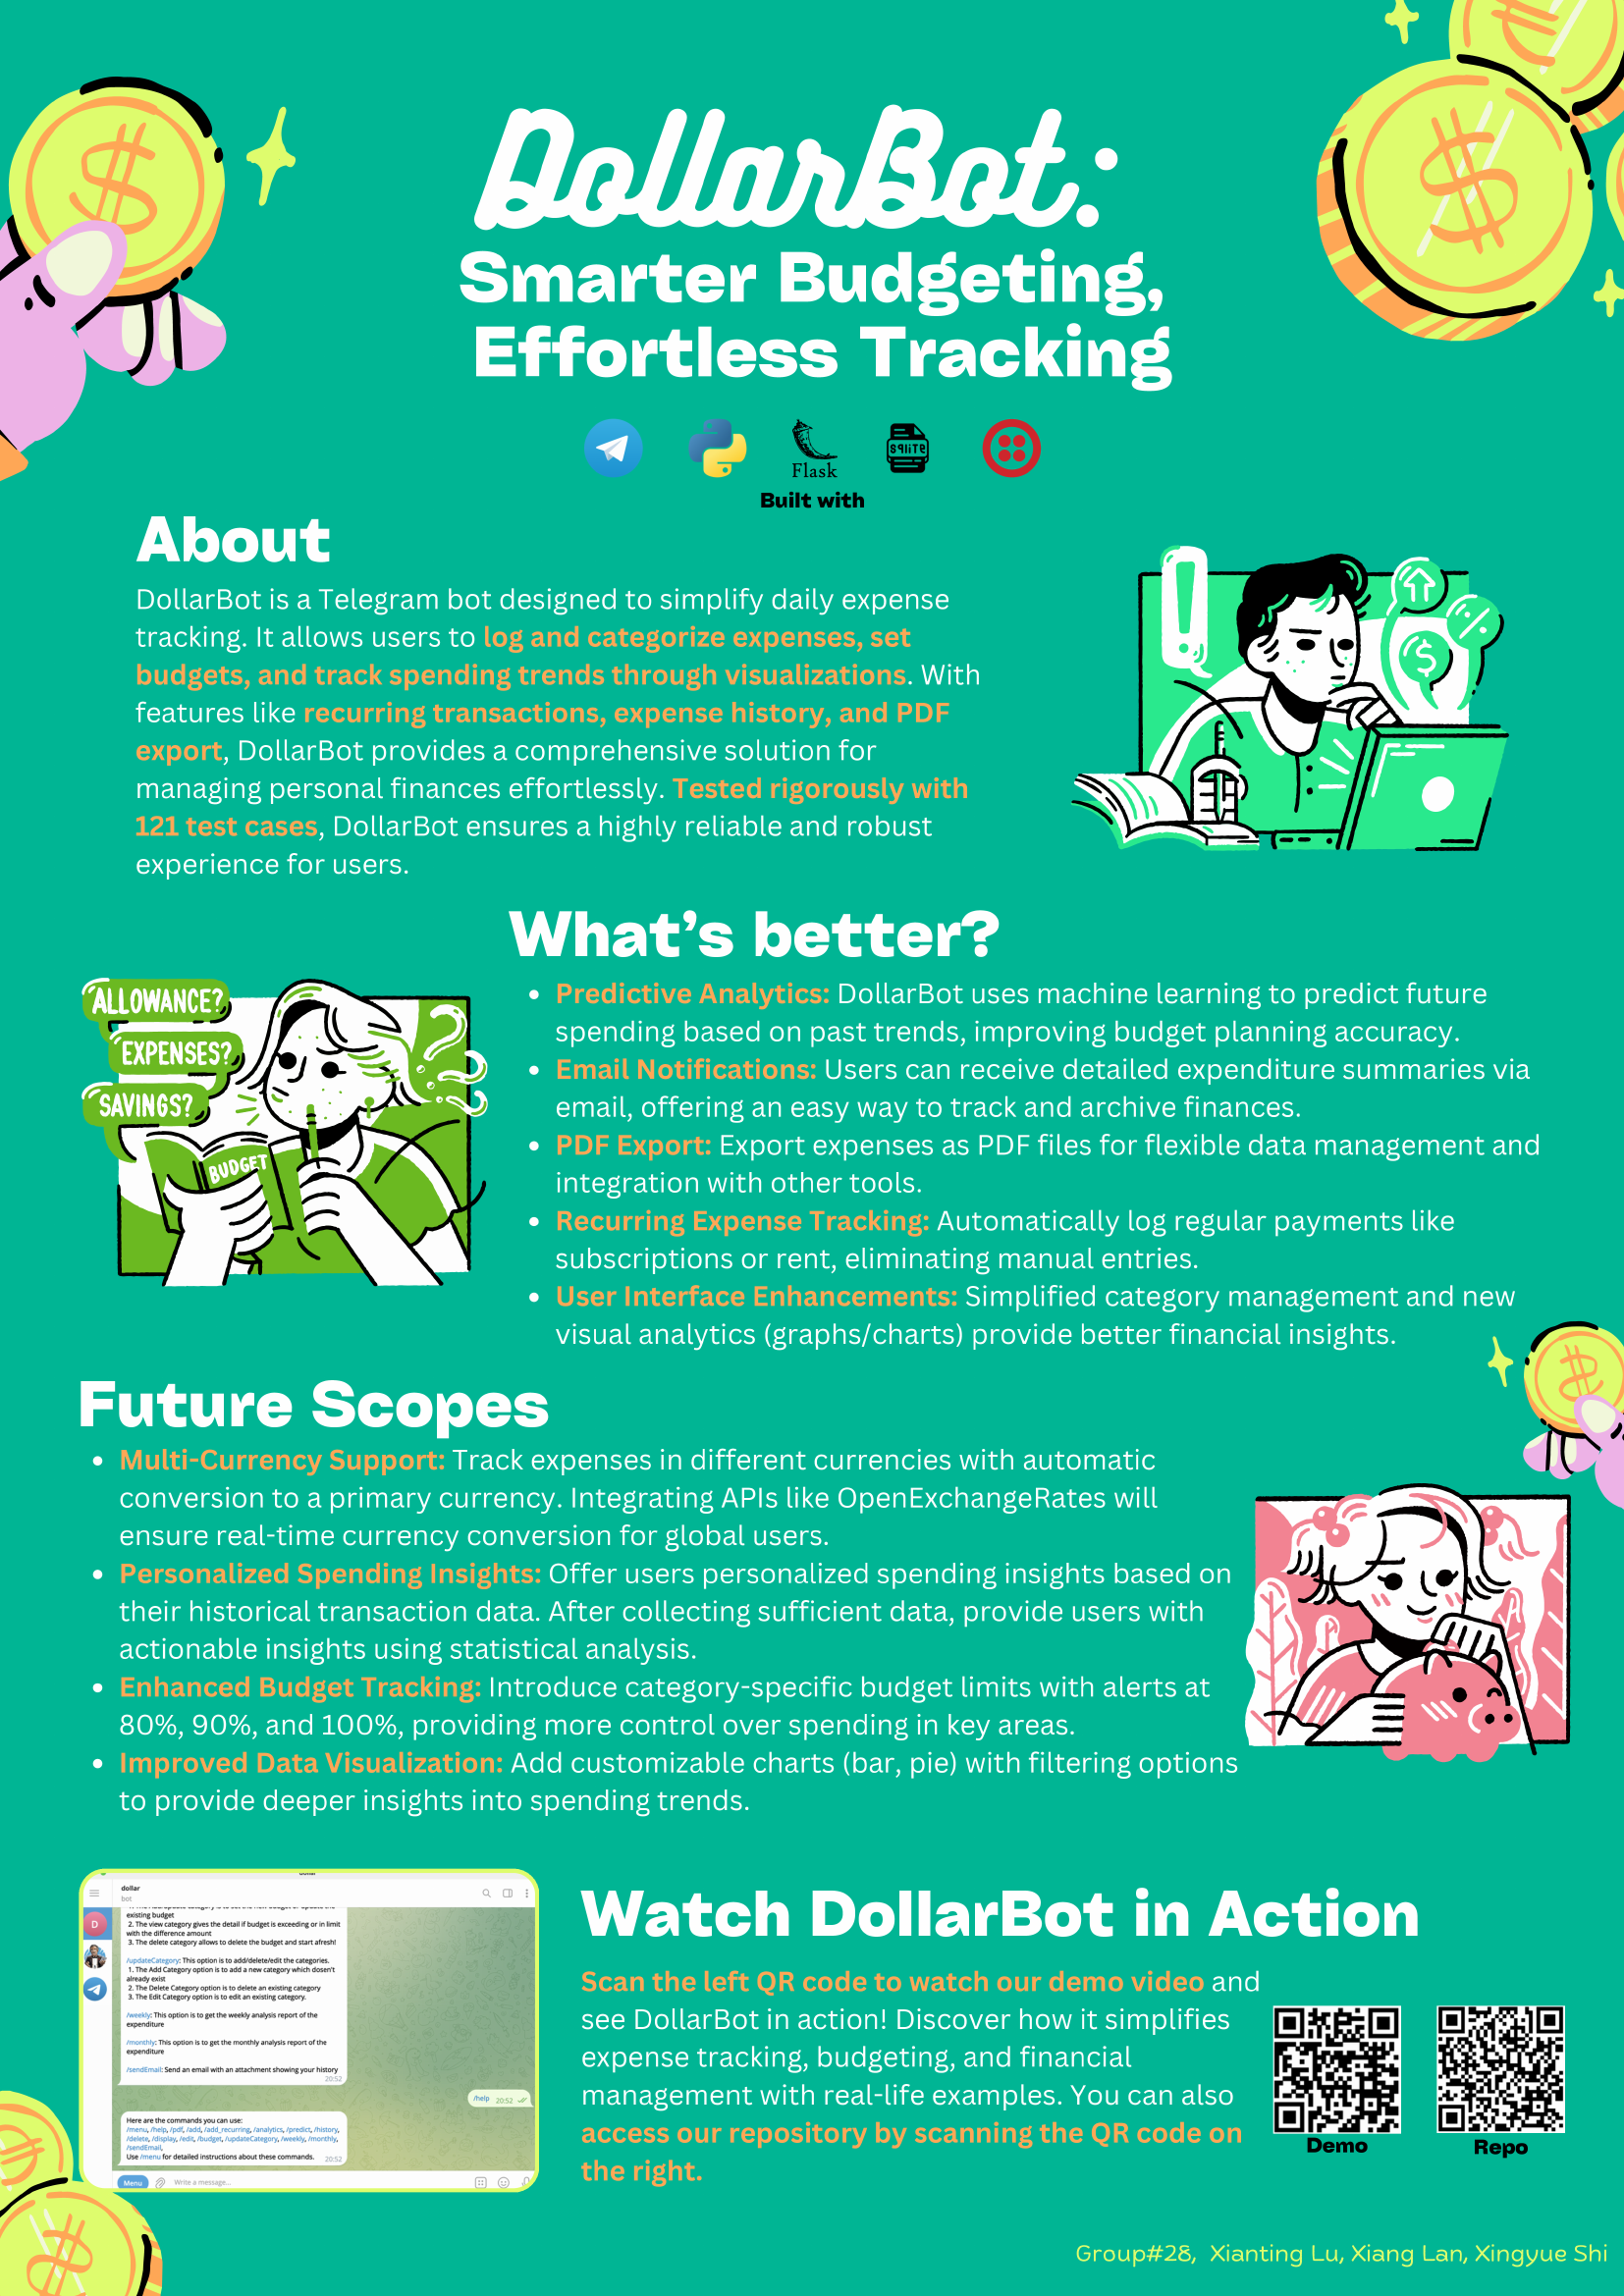 DollarBot:
Smarter Budgeting,
Effortless Tracking
Flask
SQLITE
Built with
About
DollarBot is a Telegram bot designed to simplify daily expense
tracking. It allows users to log and categorize expenses, set
budgets, and track spending trends through visualizations. With
features like recurring transactions, expense history, and PDF
export, DollarBot provides a comprehensive solution for
managing personal finances effortlessly. Tested rigorously with
121 test cases, DollarBot ensures a highly reliable and robust
experience for users.
What's better?
ALLOWANCE?
EXPENSES?
SAVINGS?
BUDGET
• Predictive Analytics: DollarBot uses machine learning to predict future
spending based on past trends, improving budget planning accuracy.
• Email Notifications: Users can receive detailed expenditure summaries via
email, offering an easy way to track and archive finances.
• PDF Export: Export expenses as PDF files for flexible data management and
integration with other tools.
• Recurring Expense Tracking: Automatically log regular payments like
subscriptions or rent, eliminating manual entries.
• User Interface Enhancements: Simplified category management and new
visual analytics (graphs/charts) provide better financial insights.
Future Scopes
• Multi-Currency Support: Track expenses in different currencies with automatic
conversion to a primary currency. Integrating APIs like OpenExchangeRates will
ensure real-time currency conversion for global users.
• Personalized Spending Insights: Offer users personalized spending insights based on
their historical transaction data. After collecting sufficient data, provide users with
actionable insights using statistical analysis.
• Enhanced Budget Tracking: Introduce category-specific budget limits with alerts at
80%, 90%, and 100%, providing more control over spending in key areas.
• Improved Data Visualization: Add customizable charts (bar, pie) with filtering options
to provide deeper insights into spending trends.
dollar
bot
D
existing budget
2. The view category gives the detail if budget is exceeding or in limit
with the difference amount
3. The delete category allows to delete the budget and start afresh!
/updateCategory: This option is to add/delete/edit the categories.
1. The Add Category option is to add a new category which dosen't
already exist
2. The Delete Category option is to delete an existing category
3. The Edit Category option is to edit an existing category.
/weekly: This option is to get the weekly analysis report of the
expenditure
/monthly: This option is to get the monthly analysis report of the
expenditure
/sendEmail: Send an email with an attachment showing your history
20:52
/help 20:52
Here are the commands you can use:
/menu, /help, /pdf, /add, /add_recurring, /analytics, /predict, /history,
/delete, /display, /edit, /budget, /updateCategory, /weekly, /monthly,
/sendEmail,
Use /menu for detailed instructions about these commands. 20:52
Menu Write a message...
Watch DollarBot in Action
Scan the left QR code to watch our demo video and
see DollarBot in action! Discover how it simplifies
expense tracking, budgeting, and financial
management with real-life examples. You can also
access our repository by scanning the QR code on
the right.
Demo
Repo
Group#28, Xianting Lu, Xiang Lan, Xingyue Shi